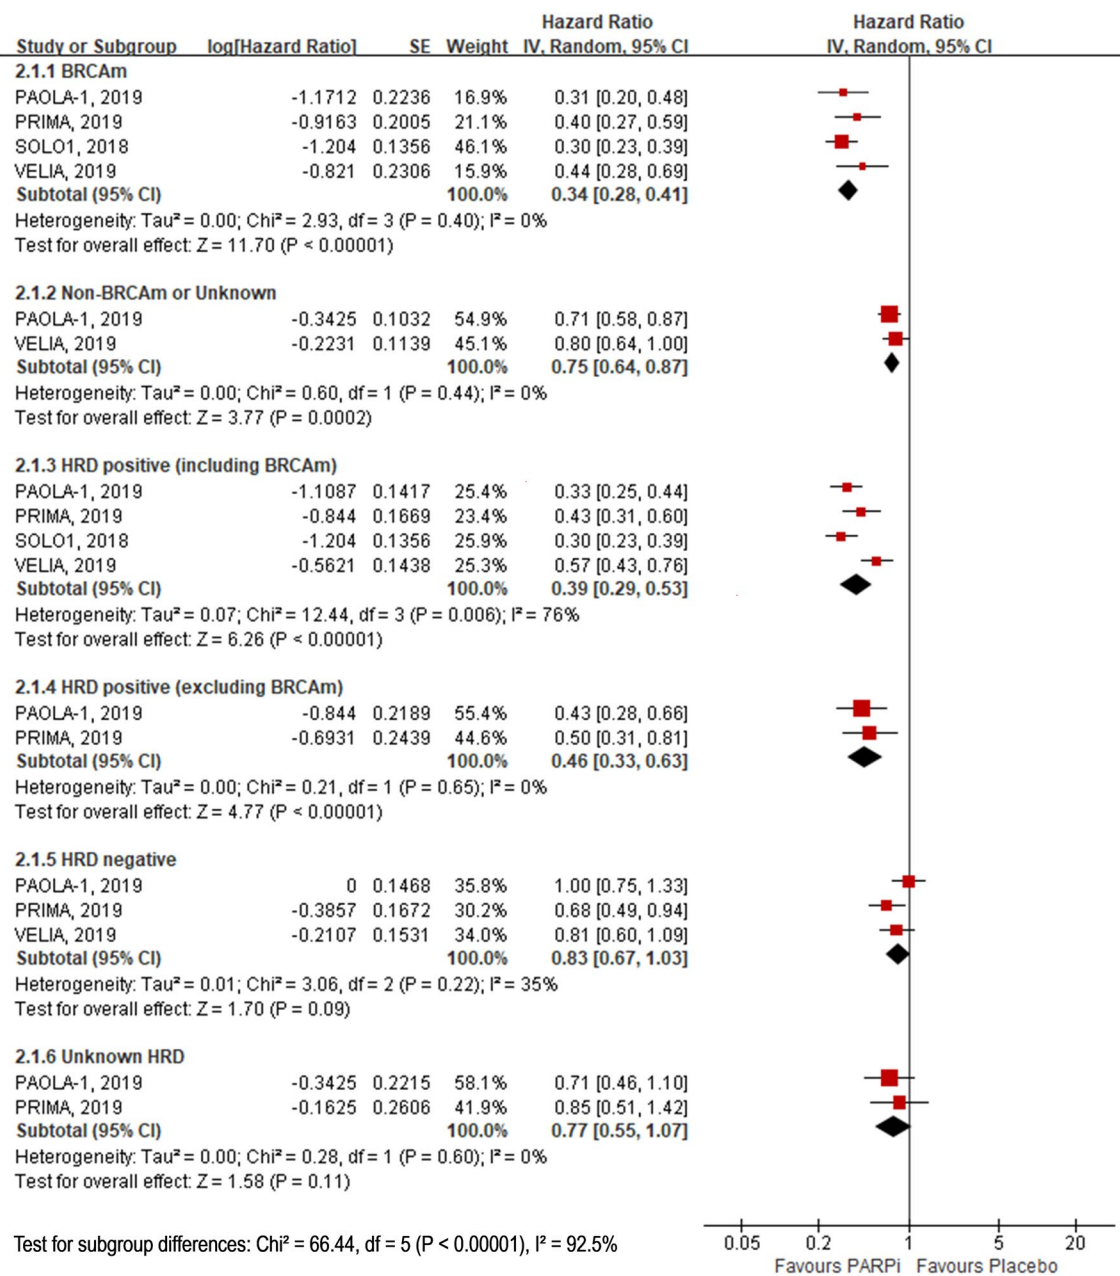 Hazard Ratio Hazard Ratio
Study or Subgroup log[Hazard Ratio] SE Weight IV, Random, 95% CI IV, Random, 95% CI
2.1.1 BRCAm
PAOLA-1, 2019 -1.1712 0.2236 16.9% 0.31 [0.20, 0.48]
PRIMA, 2019 -0.9163 0.2005 21.1% 0.40 [0.27, 0.59]
SOLO1, 2018 -1.204 0.1356 46.1% 0.30 [0.23, 0.39]
VELIA, 2019 -0.821 0.2306 15.9% 0.44 [0.28, 0.69]
Subtotal (95% CI) 100.0% 0.34 [0.28, 0.41]
Heterogeneity: Tau² = 0.00; Chi² = 2.93, df = 3 (P = 0.40); I² = 0%
Test for overall effect: Z = 11.70 (P < 0.00001)
2.1.2 Non-BRCAm or Unknown
PAOLA-1, 2019 -0.3425 0.1032 54.9% 0.71 [0.58, 0.87]
VELIA, 2019 -0.2231 0.1139 45.1% 0.80 [0.64, 1.00]
Subtotal (95% CI) 100.0% 0.75 [0.64, 0.87]
Heterogeneity: Tau² = 0.00; Chi² = 0.60, df = 1 (P = 0.44); I² = 0%
Test for overall effect: Z = 3.77 (P = 0.0002)
2.1.3 HRD positive (including BRCAm)
PAOLA-1, 2019 -1.1087 0.1417 25.4% 0.33 [0.25, 0.44]
PRIMA, 2019 -0.844 0.1669 23.4% 0.43 [0.31, 0.60]
SOLO1, 2018 -1.204 0.1356 25.9% 0.30 [0.23, 0.39]
VELIA, 2019 -0.5621 0.1438 25.3% 0.57 [0.43, 0.76]
Subtotal (95% CI) 100.0% 0.39 [0.29, 0.53]
Heterogeneity: Tau² = 0.07; Chi² = 12.44, df = 3 (P = 0.006); I² = 76%
Test for overall effect: Z = 6.26 (P < 0.00001)
2.1.4 HRD positive (excluding BRCAm)
PAOLA-1, 2019 -0.844 0.2189 55.4% 0.43 [0.28, 0.66]
PRIMA, 2019 -0.6931 0.2439 44.6% 0.50 [0.31, 0.81]
Subtotal (95% CI) 100.0% 0.46 [0.33, 0.63]
Heterogeneity: Tau² = 0.00; Chi² = 0.21, df = 1 (P = 0.65); I² = 0%
Test for overall effect: Z = 4.77 (P < 0.00001)
2.1.5 HRD negative
PAOLA-1, 2019 0 0.1468 35.8% 1.00 [0.75, 1.33]
PRIMA, 2019 -0.3857 0.1672 30.2% 0.68 [0.49, 0.94]
VELIA, 2019 -0.2107 0.1531 34.0% 0.81 [0.60, 1.09]
Subtotal (95% CI) 100.0% 0.83 [0.67, 1.03]
Heterogeneity: Tau² = 0.01; Chi² = 3.06, df = 2 (P = 0.22); I² = 35%
Test for overall effect: Z = 1.70 (P = 0.09)
2.1.6 Unknown HRD
PAOLA-1, 2019 -0.3425 0.2215 58.1% 0.71 [0.46, 1.10]
PRIMA, 2019 -0.1625 0.2606 41.9% 0.85 [0.51, 1.42]
Subtotal (95% CI) 100.0% 0.77 [0.55, 1.07]
Heterogeneity: Tau² = 0.00; Chi² = 0.28, df = 1 (P = 0.60); I² = 0%
Test for overall effect: Z = 1.58 (P = 0.11)
Test for subgroup differences: Chi² = 66.44, df = 5 (P < 0.00001), I² = 92.5%
0.05 0.2 1 5 20
Favours PARPi Favours Placebo